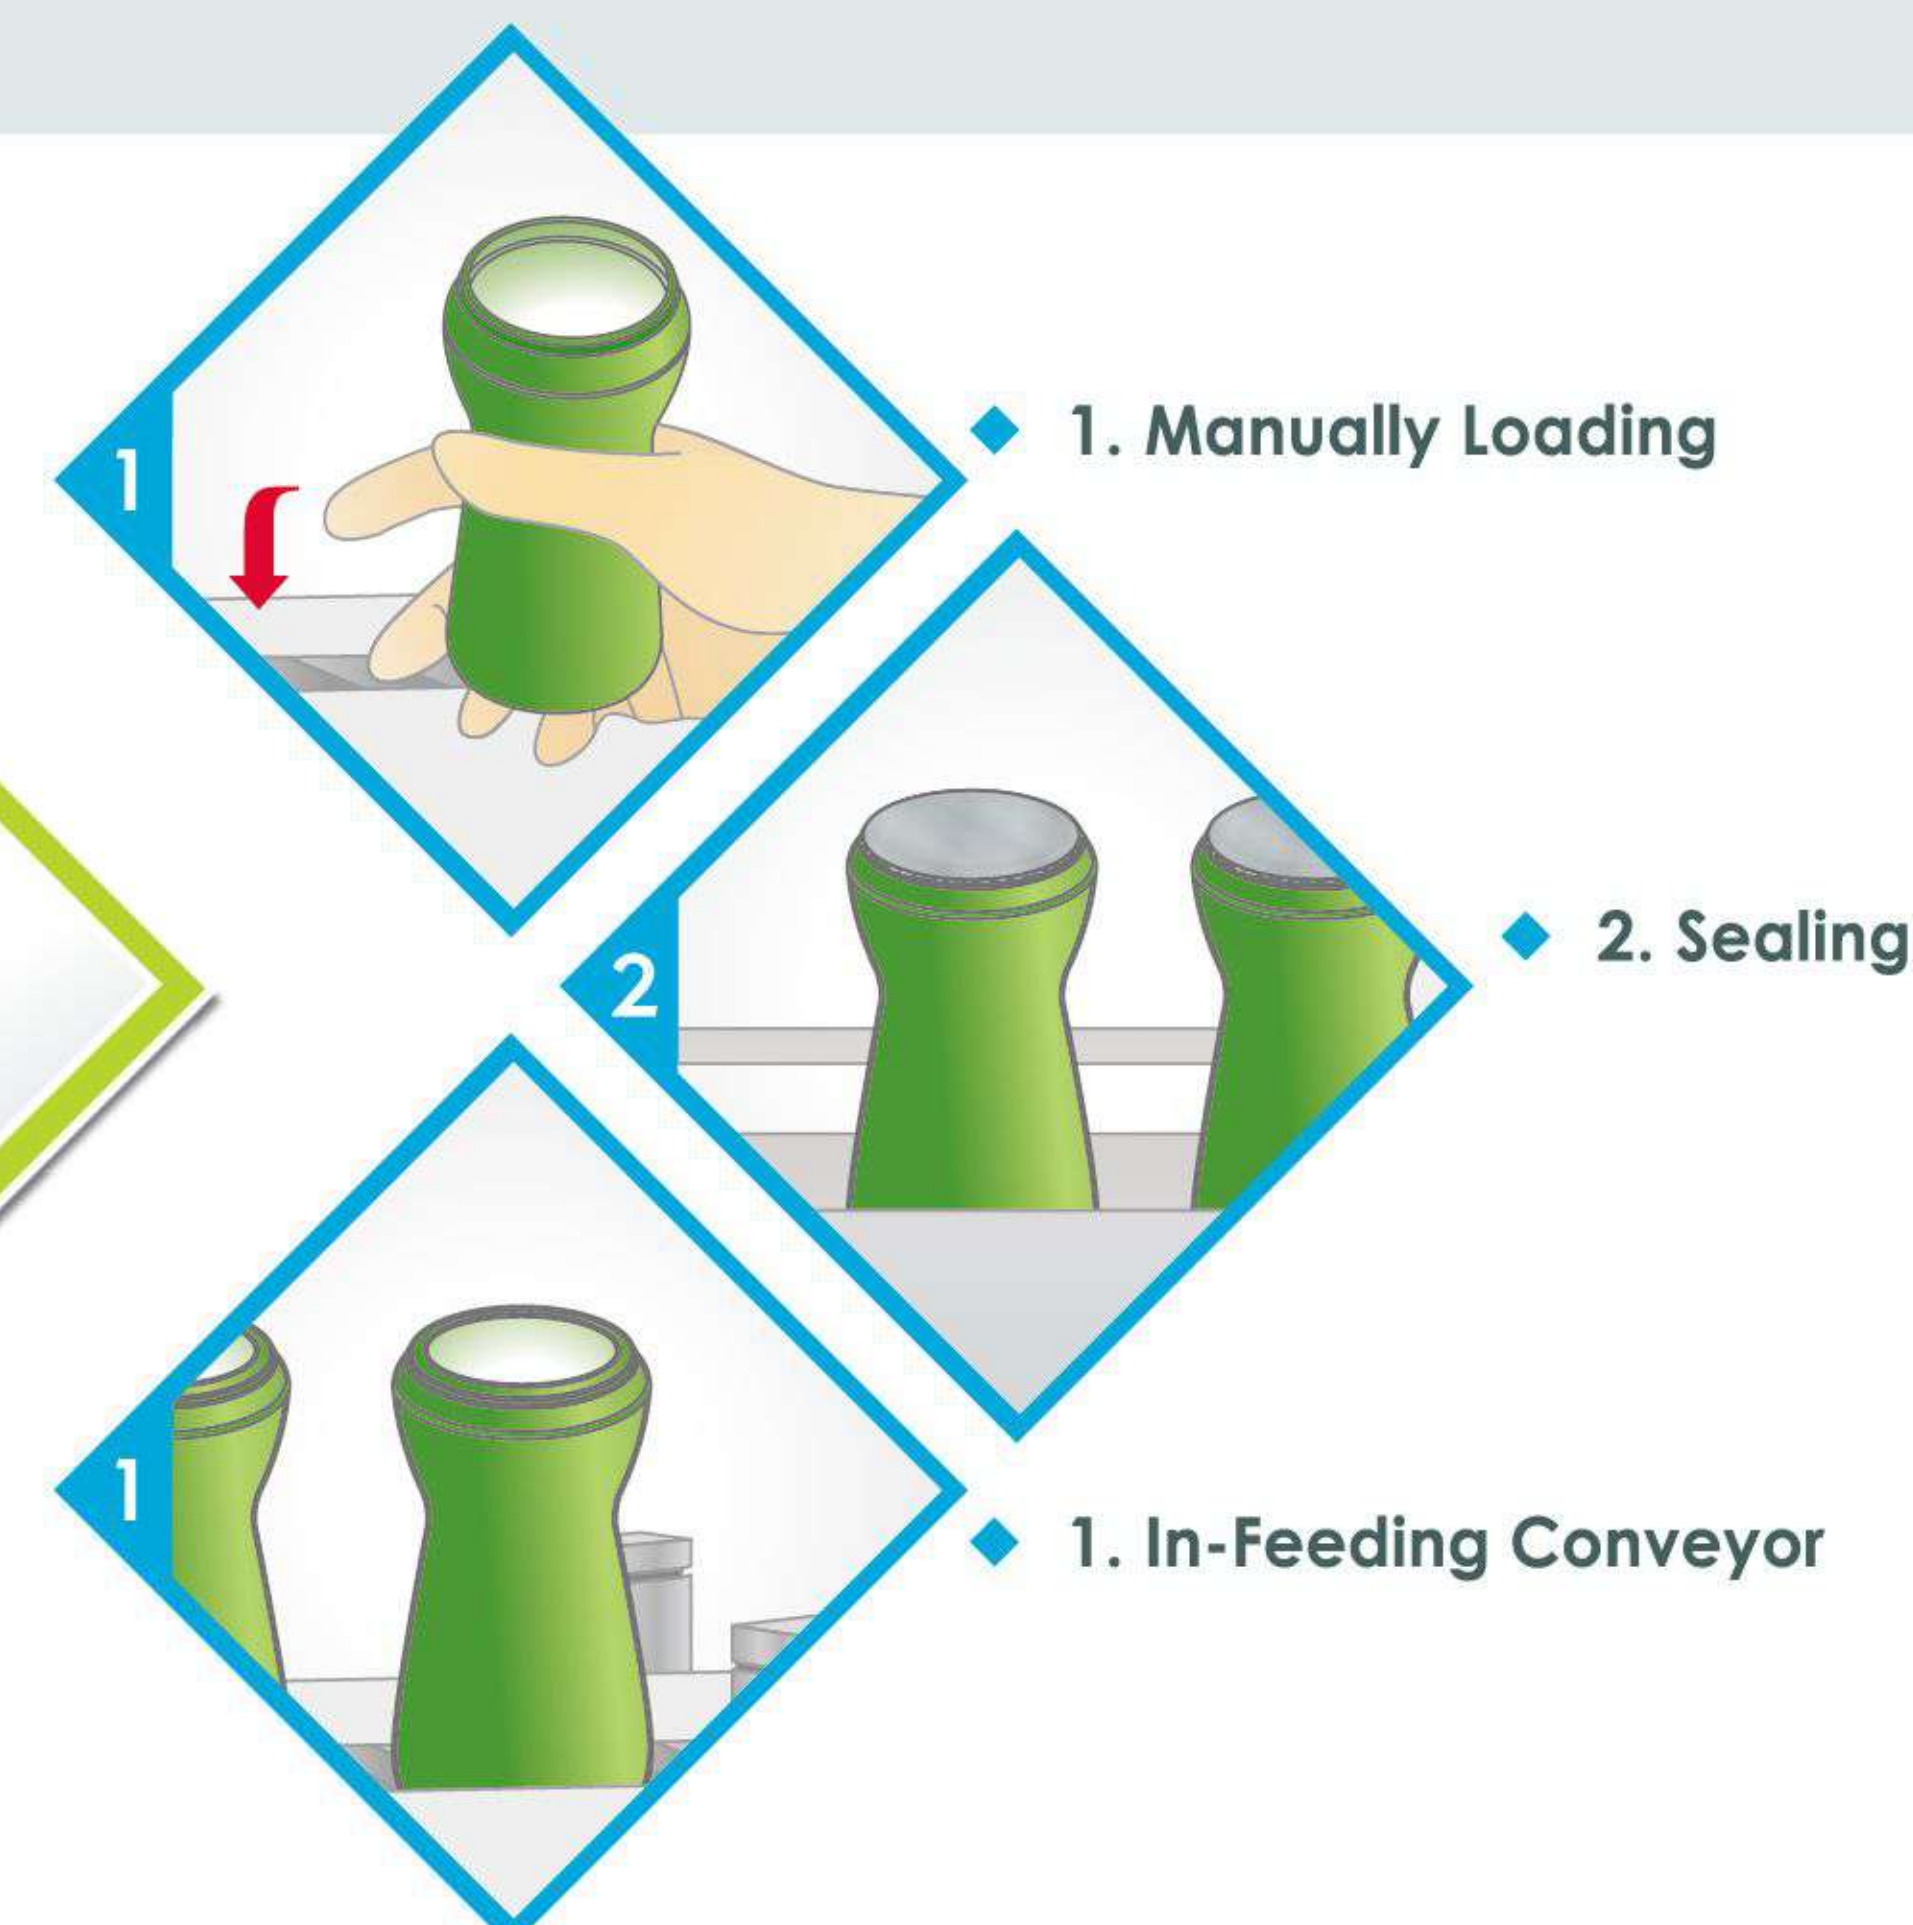 1
◆ 1. Manually Loading
2
◆ 2. Sealing
1
◆ 1. In-Feeding Conveyor